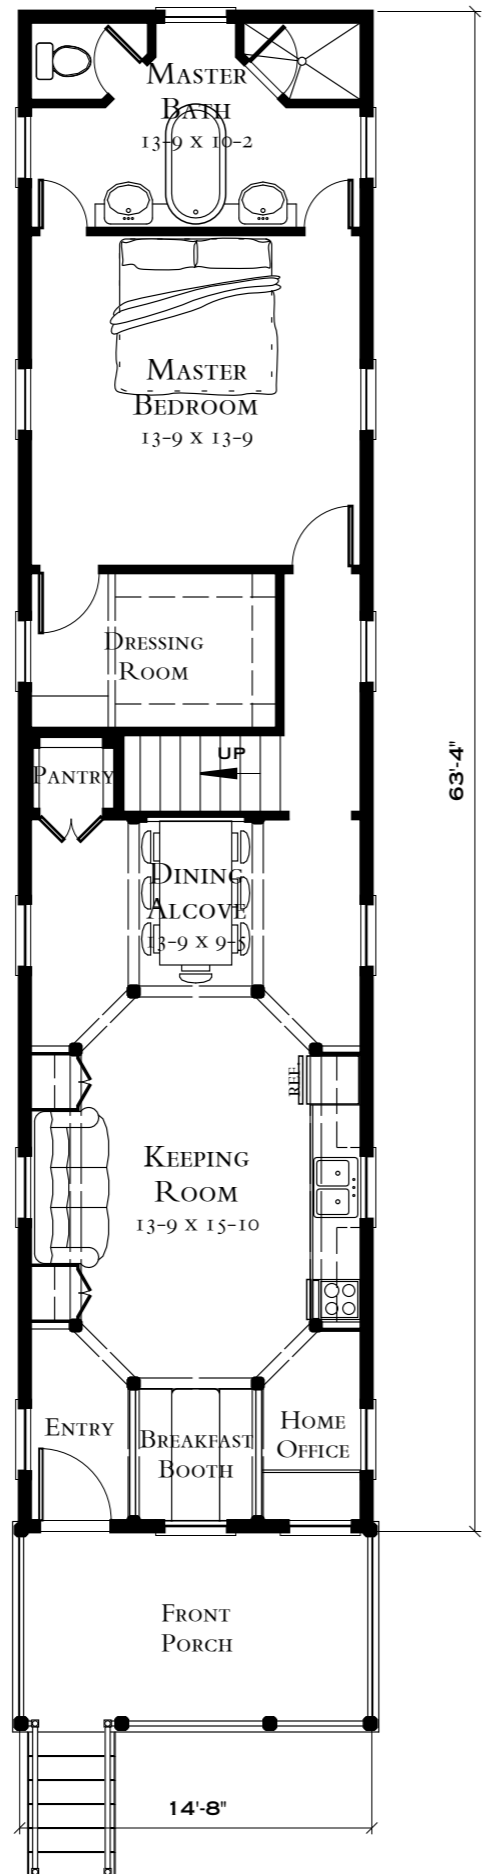 Master
Bath
13-9 x 10-2
Master
Bedroom
13-9 x 13-9
Dressing
Room
UP
Pantry
63'-4"
Dining
Alcove
13-9 x 9-5
REF.
Keeping
Room
13-9 x 15-10
Entry
Breakfast
Booth
Home
Office
Front
Porch
14'-8"